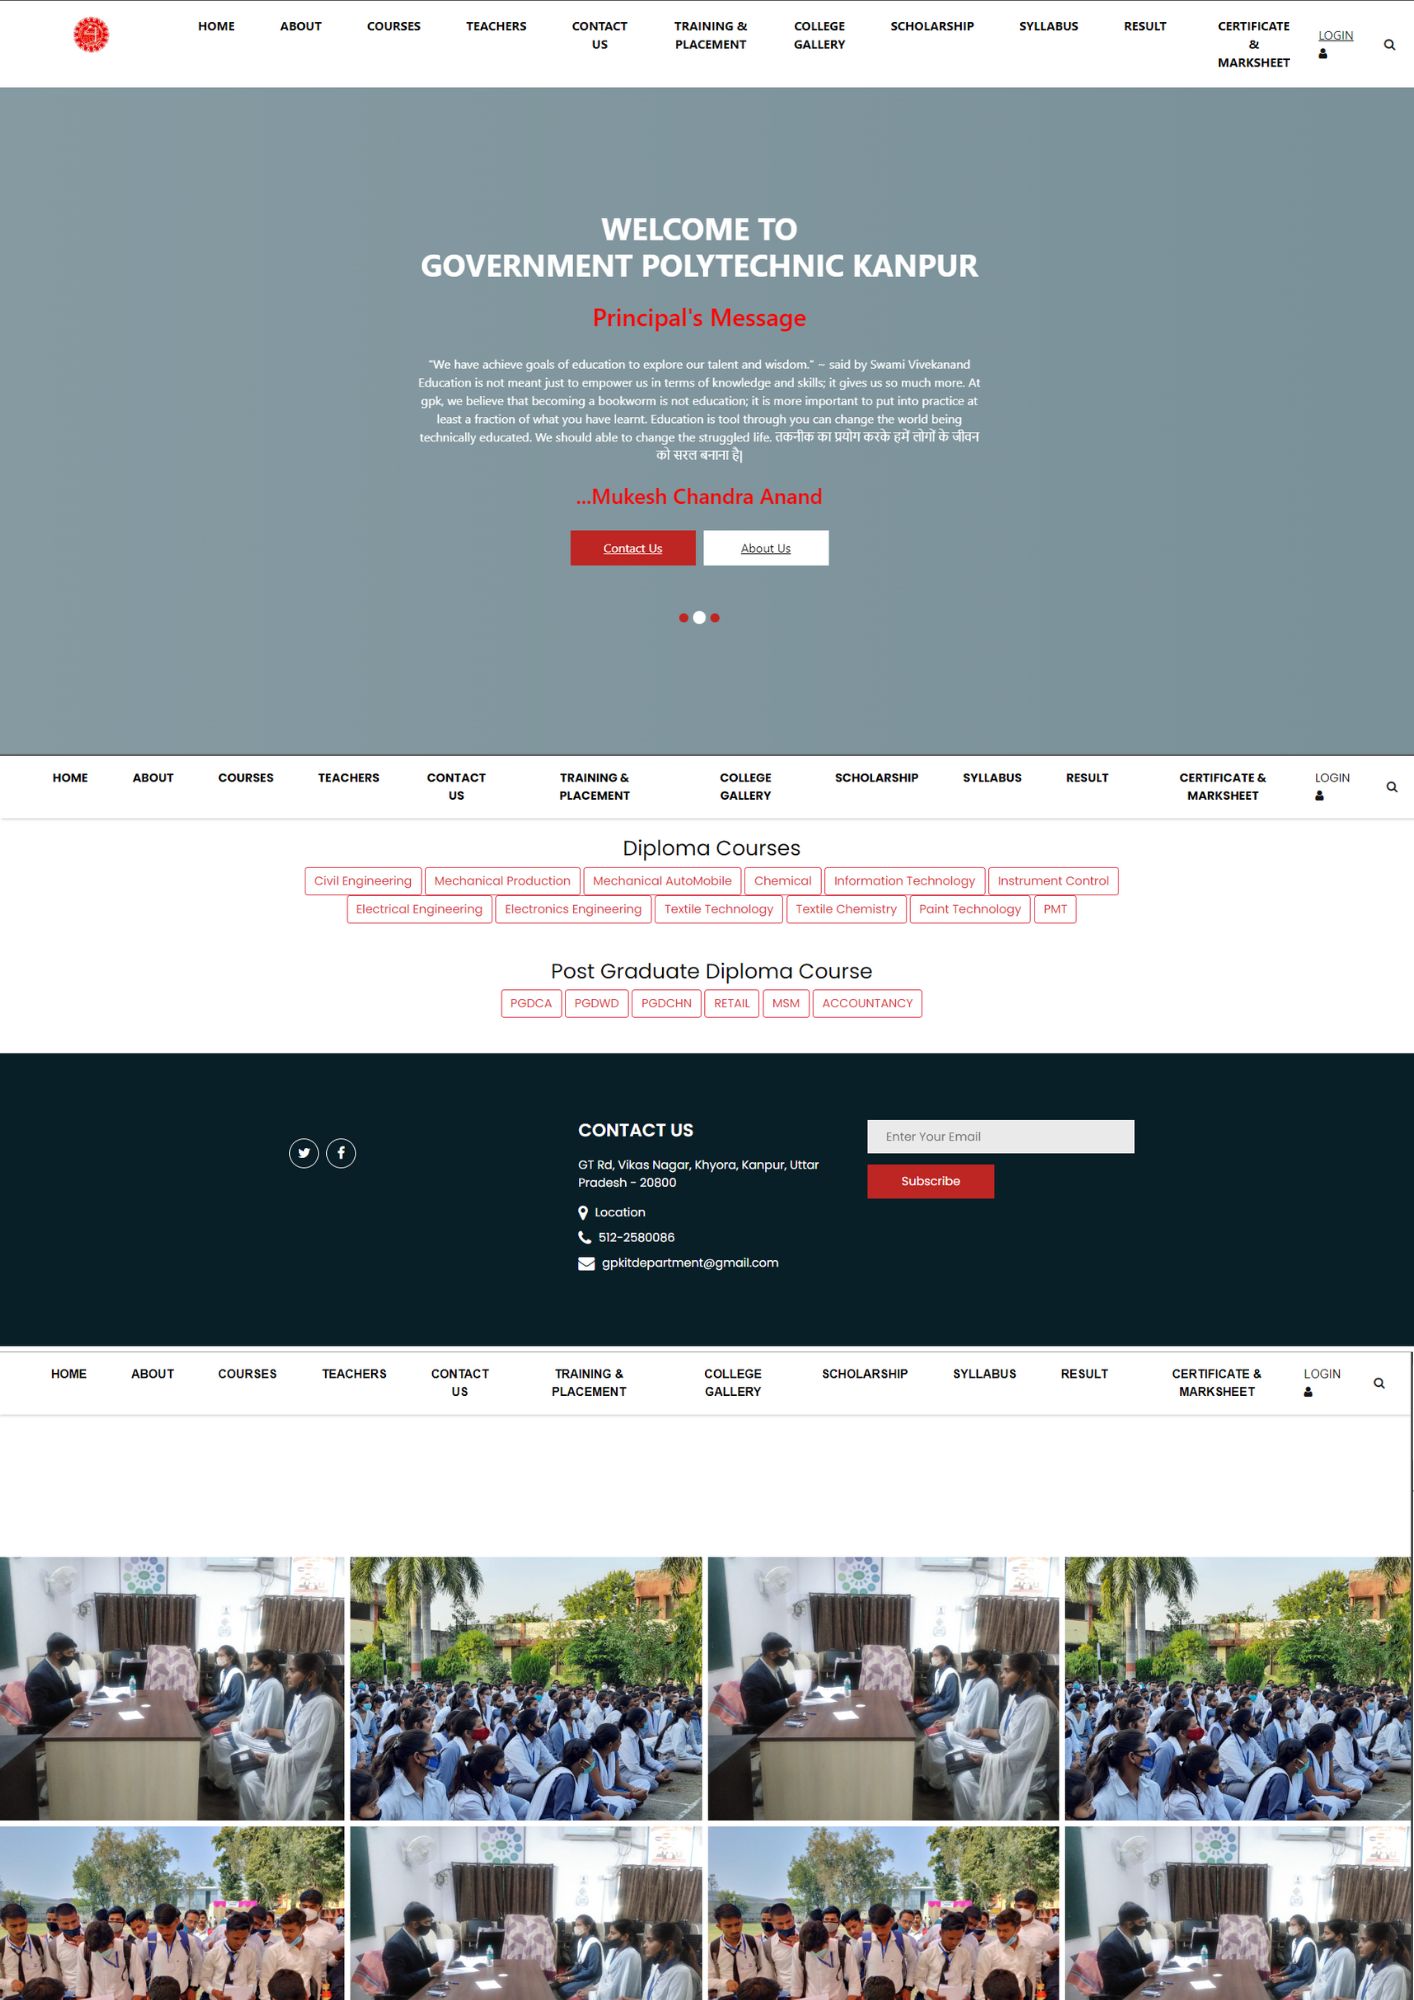 HOME ABOUT COURSES TEACHERS CONTACT US TRAINING & PLACEMENT COLLEGE GALLERY SCHOLARSHIP SYLLABUS RESULT CERTIFICATE & MARKSHEET LOGIN
WELCOME TO
GOVERNMENT POLYTECHNIC KANPUR
Principal's Message
"We have achieve goals of education to explore our talent and wisdom." ~ said by Swami Vivekanand
Education is not meant just to empower us in terms of knowledge and skills; it gives us so much more. At
gpk, we believe that becoming a bookworm is not education; it is more important to put into practice at
least a fraction of what you have learnt. Education is tool through you can change the world being
technically educated. We should able to change the struggled life. तकनीक का प्रयोग करके हमें लोगों के जीवन
को सरल बनाना है|
...Mukesh Chandra Anand
Contact Us About Us
HOME ABOUT COURSES TEACHERS CONTACT US TRAINING & PLACEMENT COLLEGE GALLERY SCHOLARSHIP SYLLABUS RESULT CERTIFICATE & MARKSHEET LOGIN
Diploma Courses
Civil Engineering Mechanical Production Mechanical AutoMobile Chemical Information Technology Instrument Control
Electrical Engineering Electronics Engineering Textile Technology Textile Chemistry Paint Technology PMT
Post Graduate Diploma Course
PGDCA PGDWD PGDCHN RETAIL MSM ACCOUNTANCY
CONTACT US
GT Rd, Vikas Nagar, Khyora, Kanpur, Uttar
Pradesh - 20800
Location
512-2580086
gpkitdepartment@gmail.com
Enter Your Email
Subscribe
HOME ABOUT COURSES TEACHERS CONTACT US TRAINING & PLACEMENT COLLEGE GALLERY SCHOLARSHIP SYLLABUS RESULT CERTIFICATE & MARKSHEET LOGIN